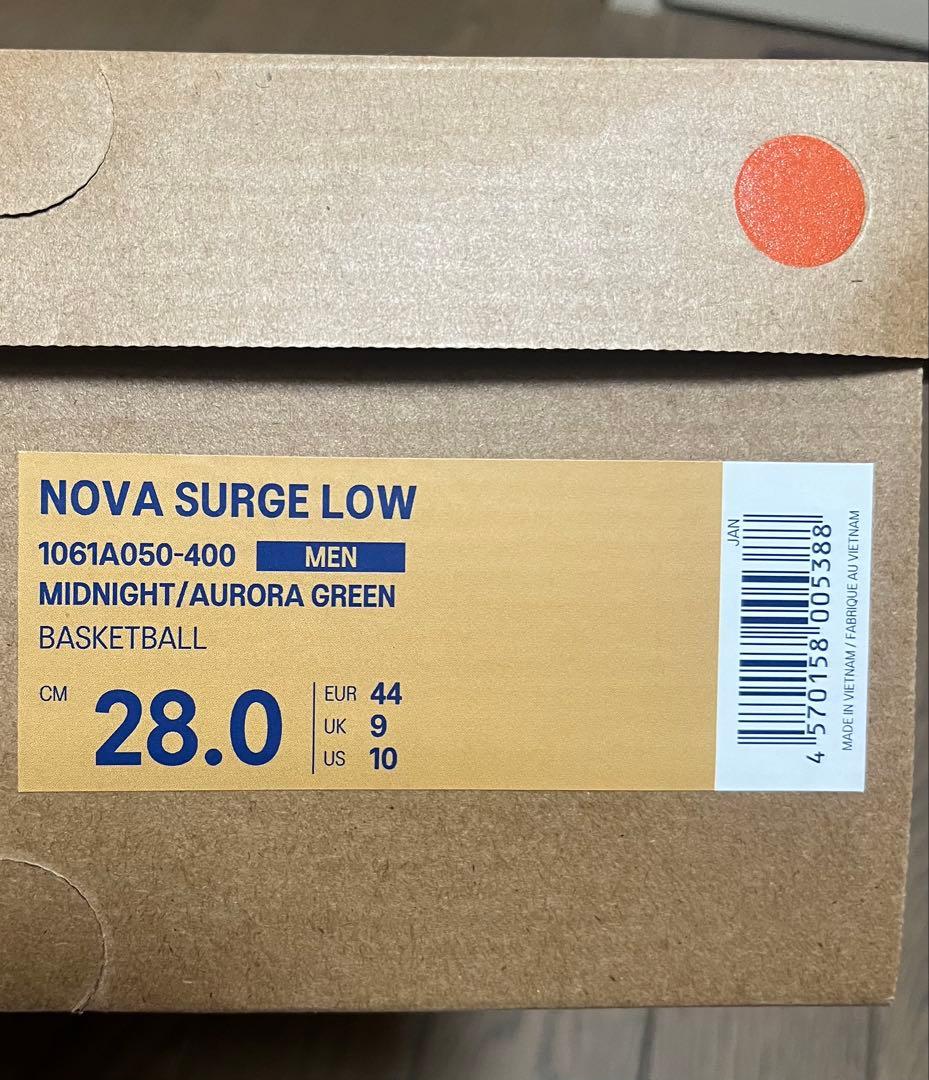 NOVA SURGE LOW
1061A050-400 MEN
MIDNIGHT/AURORA GREEN
BASKETBALL
CM 28.0
EUR 44
UK 9
US 10
JAN
4 570158 005388
MADE IN VIETNAM / FABRIQUE AU VIETNAM